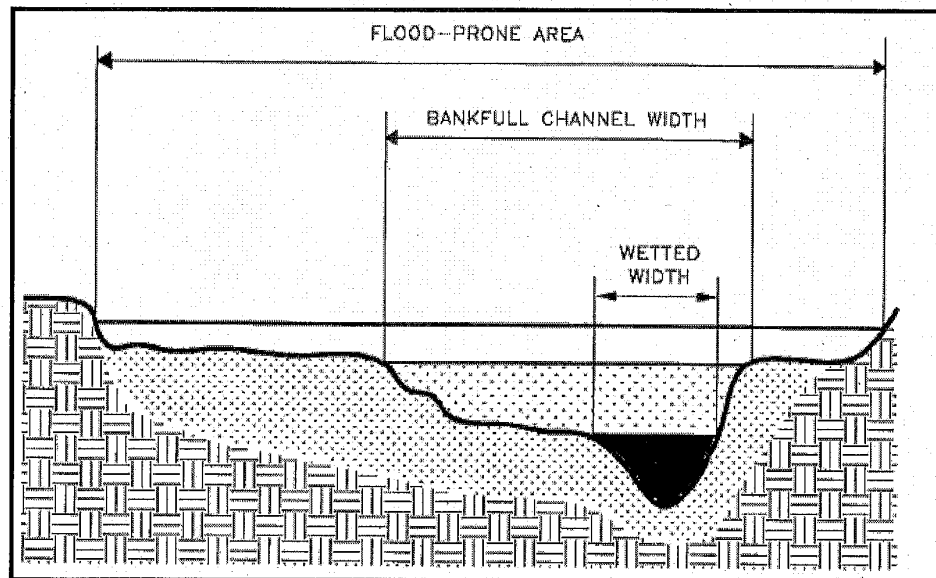 FLOOD-PRONE AREA
BANKFULL CHANNEL WIDTH
WETTED
WIDTH